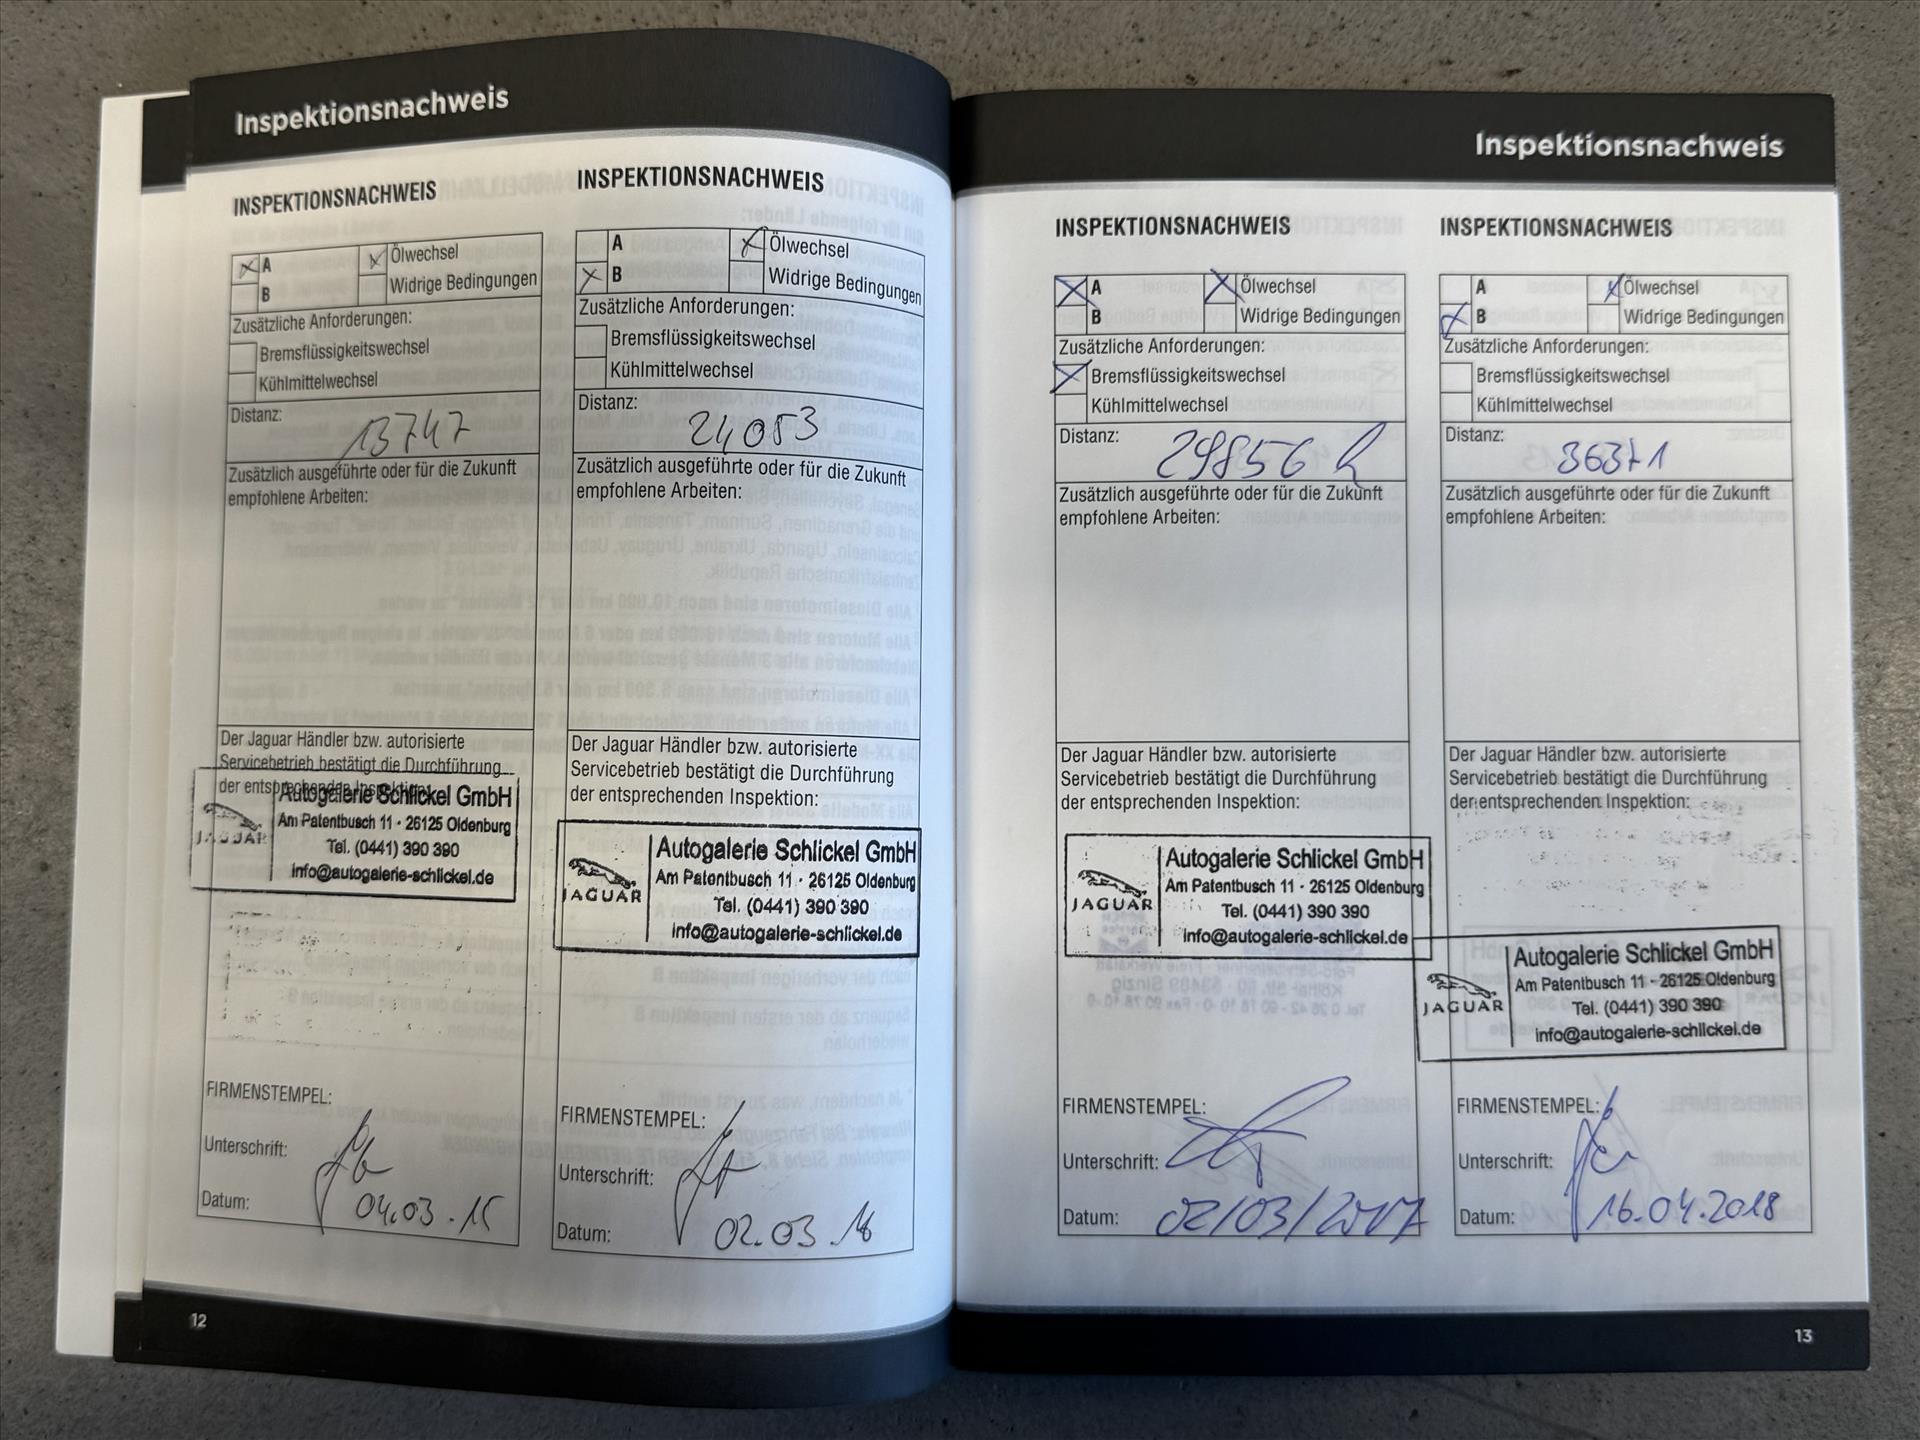 Inspektionsnachweis
INSPEKTIONSNACHWEIS
A
Ölwechsel
B
Widrige Bedingungen
Zusätzliche Anforderungen:
Bremsflüssigkeitswechsel
Kühlmittelwechsel
Distanz:
13747
Zusätzlich ausgeführte oder für die Zukunft
empfohlene Arbeiten:
Der Jaguar Händler bzw. autorisierte
Servicebetrieb bestätigt die Durchführung
der entsprechenden Inspektion:
JAGUAR
Autogalerie Schlickel GmbH
Am Patentbusch 11 · 26125 Oldenburg
Tel. (0441) 390 390
info@autogalerie-schlickel.de
FIRMENSTEMPEL:
Unterschrift:
Datum:
04.03.15
INSPEKTIONSNACHWEIS
A
Ölwechsel
B
Widrige Bedingungen
Zusätzliche Anforderungen:
Bremsflüssigkeitswechsel
Kühlmittelwechsel
Distanz:
24053
Zusätzlich ausgeführte oder für die Zukunft
empfohlene Arbeiten:
Der Jaguar Händler bzw. autorisierte
Servicebetrieb bestätigt die Durchführung
der entsprechenden Inspektion:
JAGUAR
Autogalerie Schlickel GmbH
Am Patentbusch 11 · 26125 Oldenburg
Tel. (0441) 390 390
info@autogalerie-schlickel.de
FIRMENSTEMPEL:
Unterschrift:
Datum:
02.03.16
12
Inspektionsnachweis
INSPEKTIONSNACHWEIS
A
Ölwechsel
B
Widrige Bedingungen
Zusätzliche Anforderungen:
Bremsflüssigkeitswechsel
Kühlmittelwechsel
Distanz:
29856
Zusätzlich ausgeführte oder für die Zukunft
empfohlene Arbeiten:
Der Jaguar Händler bzw. autorisierte
Servicebetrieb bestätigt die Durchführung
der entsprechenden Inspektion:
JAGUAR
Autogalerie Schlickel GmbH
Am Patentbusch 11 · 26125 Oldenburg
Tel. (0441) 390 390
info@autogalerie-schlickel.de
FIRMENSTEMPEL:
Unterschrift:
Datum:
02/03/2017
INSPEKTIONSNACHWEIS
A
Ölwechsel
B
Widrige Bedingungen
Zusätzliche Anforderungen:
Bremsflüssigkeitswechsel
Kühlmittelwechsel
Distanz:
36371
Zusätzlich ausgeführte oder für die Zukunft
empfohlene Arbeiten:
Der Jaguar Händler bzw. autorisierte
Servicebetrieb bestätigt die Durchführung
der entsprechenden Inspektion:
JAGUAR
Autogalerie Schlickel GmbH
Am Patentbusch 11 · 26125 Oldenburg
Tel. (0441) 390 390
info@autogalerie-schlickel.de
FIRMENSTEMPEL:
Unterschrift:
Datum:
16.04.2018
13